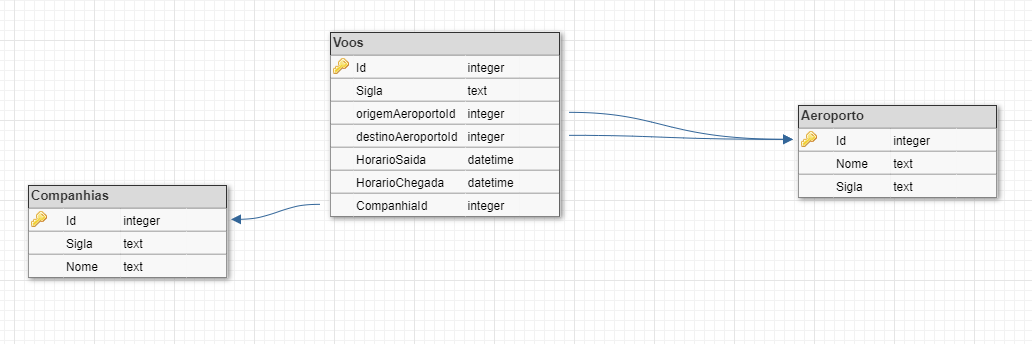 Voos
Id integer
Sigla text
origemAeroportoId integer
destinoAeroportoId integer
HorarioSaida datetime
HorarioChegada datetime
CompanhiaId integer
Aeroporto
Id integer
Nome text
Sigla text
Companhias
Id integer
Sigla text
Nome text